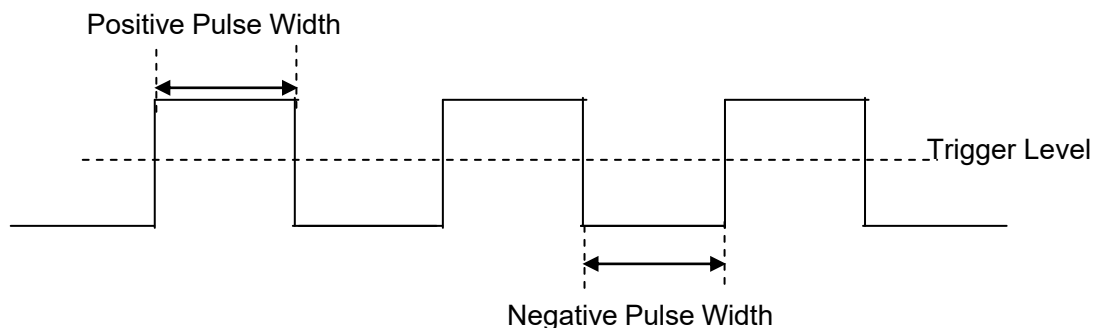 Positive Pulse Width
Trigger Level
Negative Pulse Width